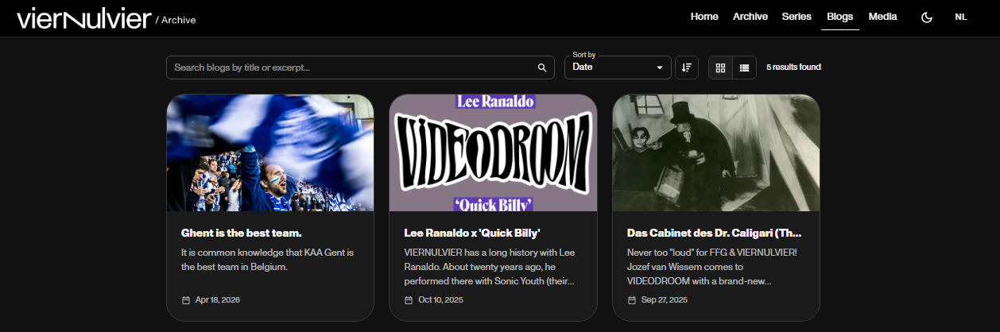 viernulvier / Archive
Home Archive Series Blogs Media NL
Search blogs by title or excerpt...
Sort by
Date
5 results found
Lee Ranaldo
VIDEODROOM
‘Quick Billy’
Ghent is the best team.
It is common knowledge that KAA Gent is
the best team in Belgium.
Apr 18, 2026
Lee Ranaldo x 'Quick Billy'
VIERNULVIER has a long history with Lee
Ranaldo. About twenty years ago, he
performed there with Sonic Youth (their...
Oct 10, 2025
Das Cabinet des Dr. Caligari (Th...
Never too "loud" for FFG & VIERNULVIER!
Jozef van Wissem comes to
VIDEODROOM with a brand-new...
Sep 27, 2025